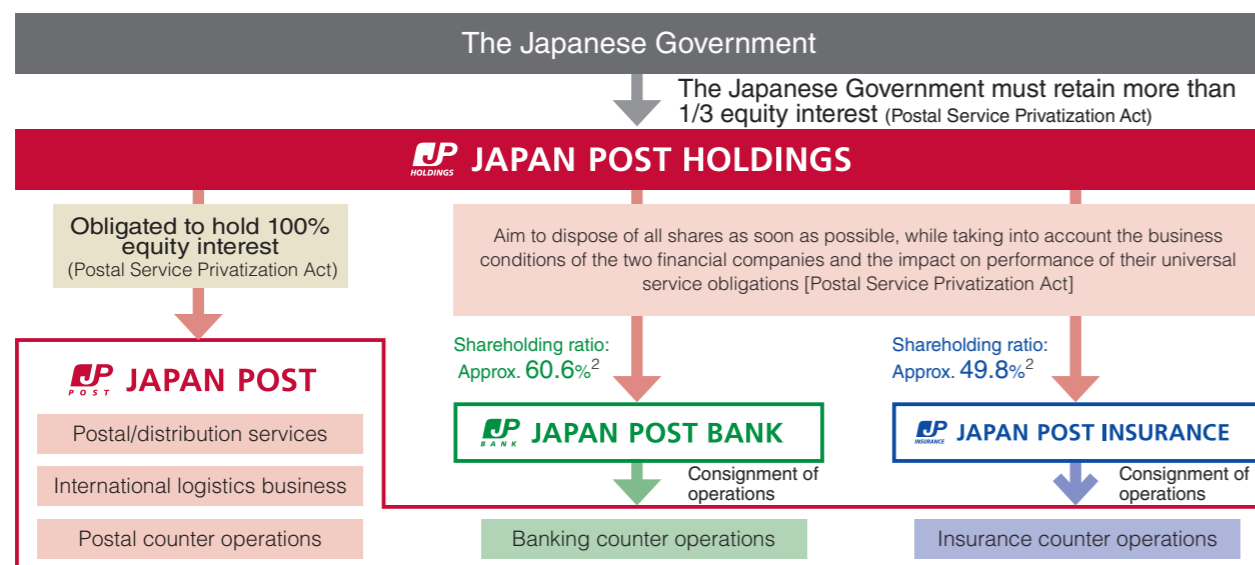 The Japanese Government
The Japanese Government must retain more than
1/3 equity interest (Postal Service Privatization Act)
JP HOLDINGS JAPAN POST HOLDINGS
Obligated to hold 100%
equity interest
(Postal Service Privatization Act)
Aim to dispose of all shares as soon as possible, while taking into account the business
conditions of the two financial companies and the impact on performance of their universal
service obligations [Postal Service Privatization Act]
Shareholding ratio:
Approx. 60.6%2
Shareholding ratio:
Approx. 49.8%2
JP POST JAPAN POST
JP BANK JAPAN POST BANK
JP INSURANCE JAPAN POST INSURANCE
Postal/distribution services
International logistics business
Postal counter operations
Consignment of
operations
Consignment of
operations
Banking counter operations
Insurance counter operations